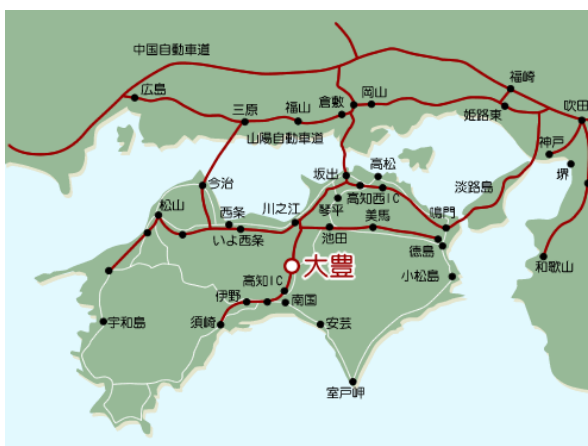 中国自動車道
広島
三原
福山
倉敷
岡山
福崎
姫路東
吹田
神戸
堺
山陽自動車道
坂出
高松
淡路島
今治
高知西IC
琴平
美馬
鳴門
松山
西条
川之江
いよ西条
池田
徳島
和歌山
大豊
小松島
高知IC
伊野
南国
宇和島
須崎
安芸
室戸岬